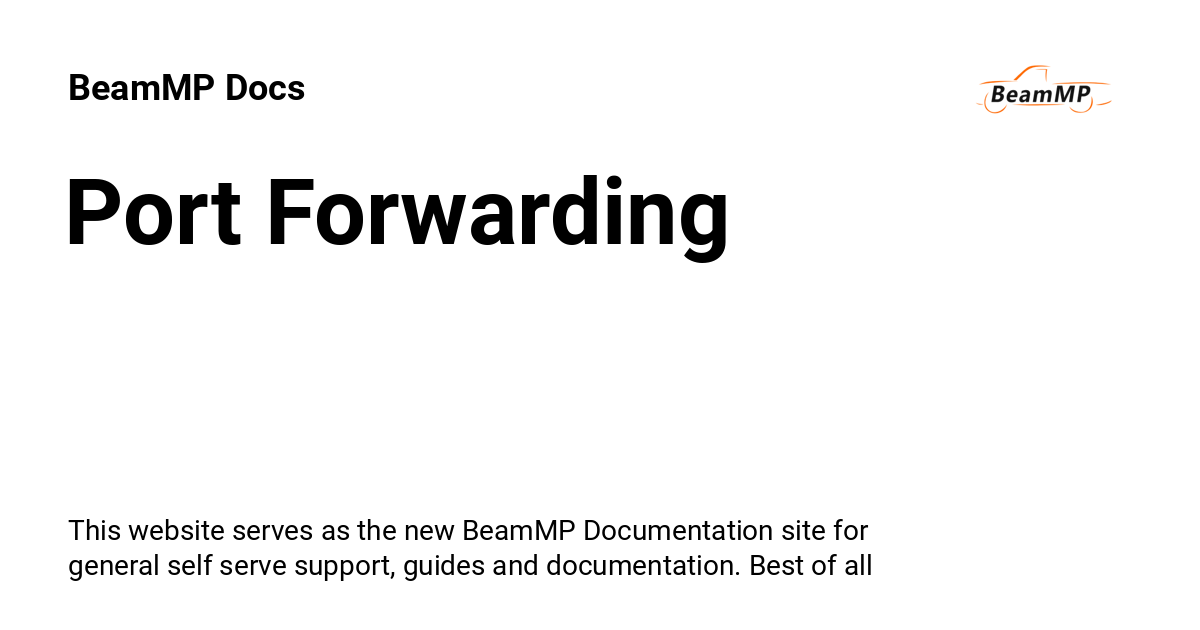 BeamMP Docs
BeamMP
Port Forwarding
This website serves as the new BeamMP Documentation site for
general self serve support, guides and documentation. Best of all